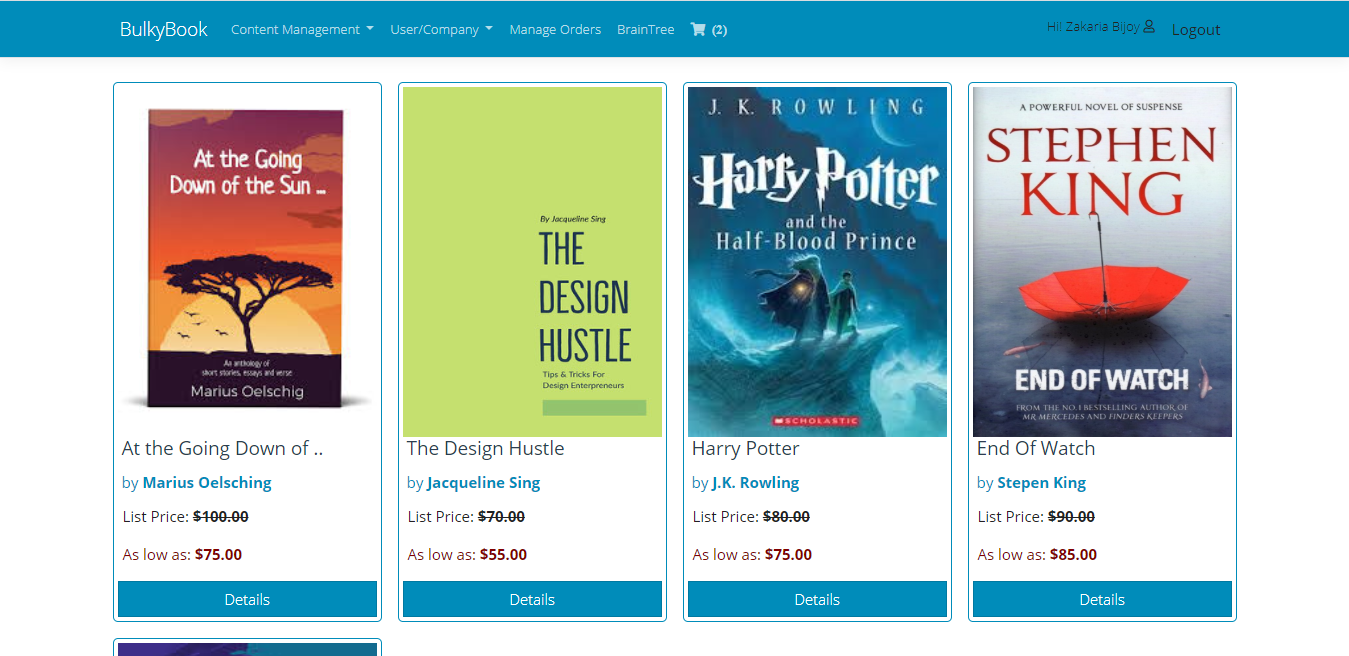 BulkyBook Content Management User/Company Manage Orders BrainTree (2) Hi! Zakaria Bijoy Logout
At the Going
Down of the Sun ...
An anthology of
short stories, essays and verse
Marius Oelschig
At the Going Down of ..
by Marius Oelsching
List Price: $100.00
As low as: $75.00
Details
By Jacqueline Sing
THE
DESIGN
HUSTLE
Tips & Tricks For
Design Enterpreneurs
The Design Hustle
by Jacqueline Sing
List Price: $70.00
As low as: $55.00
Details
J. K. ROWLING
Harry Potter
and the
Half-Blood Prince
SCHOLASTIC
Harry Potter
by J.K. Rowling
List Price: $80.00
As low as: $75.00
Details
A POWERFUL NOVEL OF SUSPENSE
STEPHEN
KING
END OF WATCH
FROM THE NO.1 BESTSELLING AUTHOR OF
MR MERCEDES AND FINDERS KEEPERS
End Of Watch
by Stepen King
List Price: $90.00
As low as: $85.00
Details